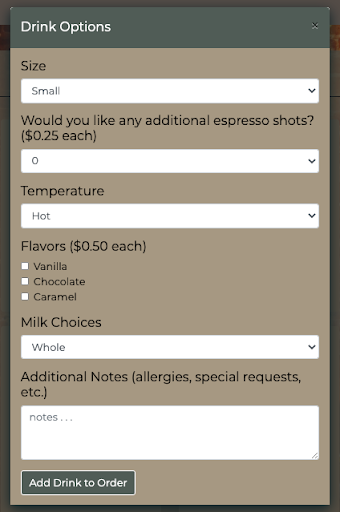 Drink Options ×
Size
Small
Would you like any additional espresso shots?
($0.25 each)
0
Temperature
Hot
Flavors ($0.50 each)
Vanilla
Chocolate
Caramel
Milk Choices
Whole
Additional Notes (allergies, special requests,
etc.)
notes . . .
Add Drink to Order